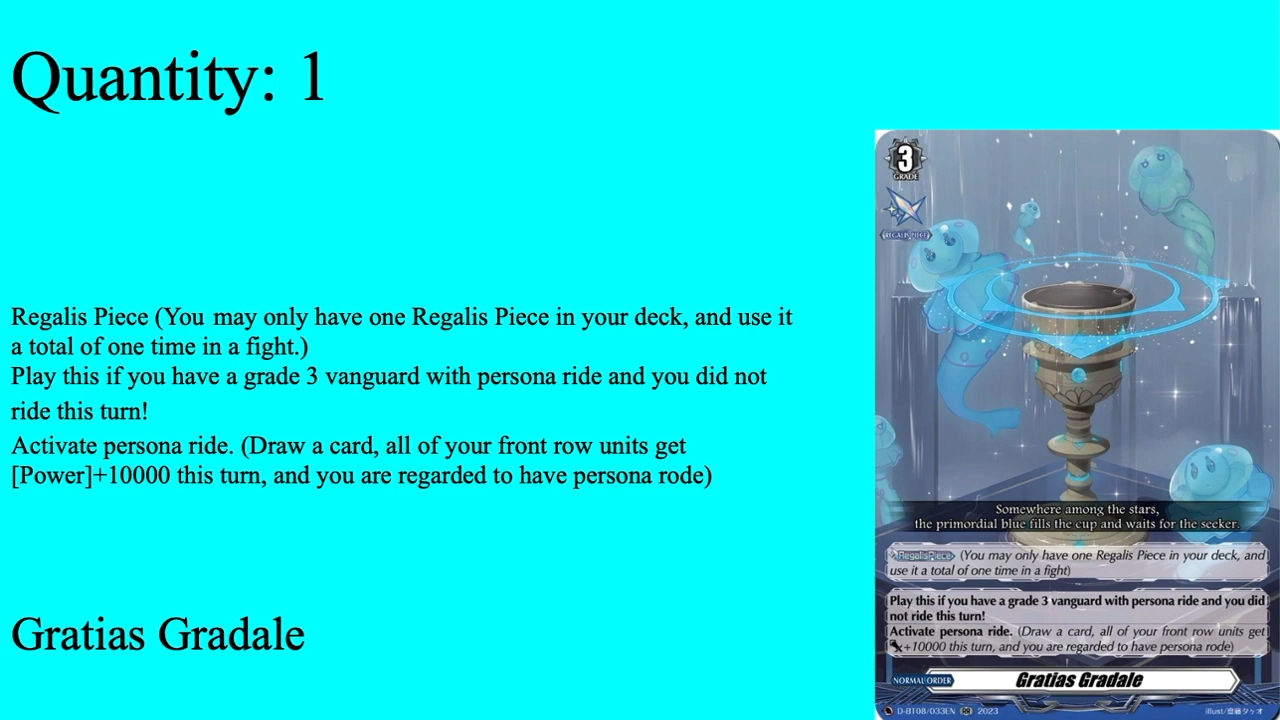 Quantity: 1
Regalis Piece (You may only have one Regalis Piece in your deck, and use it
a total of one time in a fight.)
Play this if you have a grade 3 vanguard with persona ride and you did not
ride this turn!
Activate persona ride. (Draw a card, all of your front row units get
[Power]+10000 this turn, and you are regarded to have persona rode)
Gratias Gradale
3
GRADE
REGALIS PIECE
Somewhere among the stars,
the primordial blue fills the cup and waits for the seeker.
RegalisPiece (You may only have one Regalis Piece in your deck, and
use it a total of one time in a fight)
Play this if you have a grade 3 vanguard with persona ride and you did
not ride this turn!
Activate persona ride. (Draw a card, all of your front row units get
+10000 this turn, and you are regarded to have persona rode)
NORMAL ORDER Gratias Gradale
D-BT08/033EN RR 2023 illust/齋藤タケオ